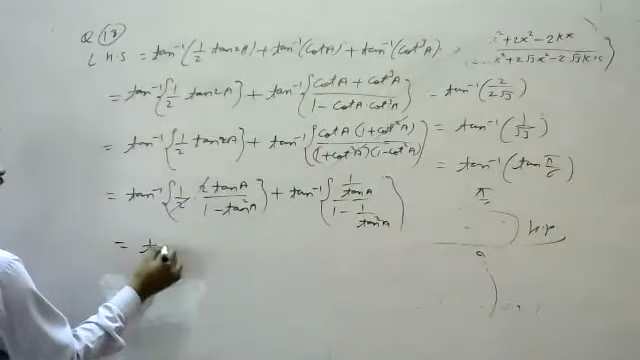 Q 13
L H.S = tan⁻¹(1/2 tan2A) + tan⁻¹(cotA) + tan⁻¹(cot³A)
= tan⁻¹{1/2 tan2A} + tan⁻¹{(cotA + cot³A)/(1 - cotA cot³A)}
= tan⁻¹{1/2 tan2A} + tan⁻¹{cotA(1+cot²A)/((1+cot²A)(1-cot²A))}
= tan⁻¹{1/2 · 2tanA/(1-tan²A)} + tan⁻¹{(1/tanA)/(1 - 1/tan²A)}
=
x²+2x²-2kx
= tan⁻¹(2/(2√3))
= tan⁻¹(1/√3)
= tan⁻¹(tan π/6)
π/6